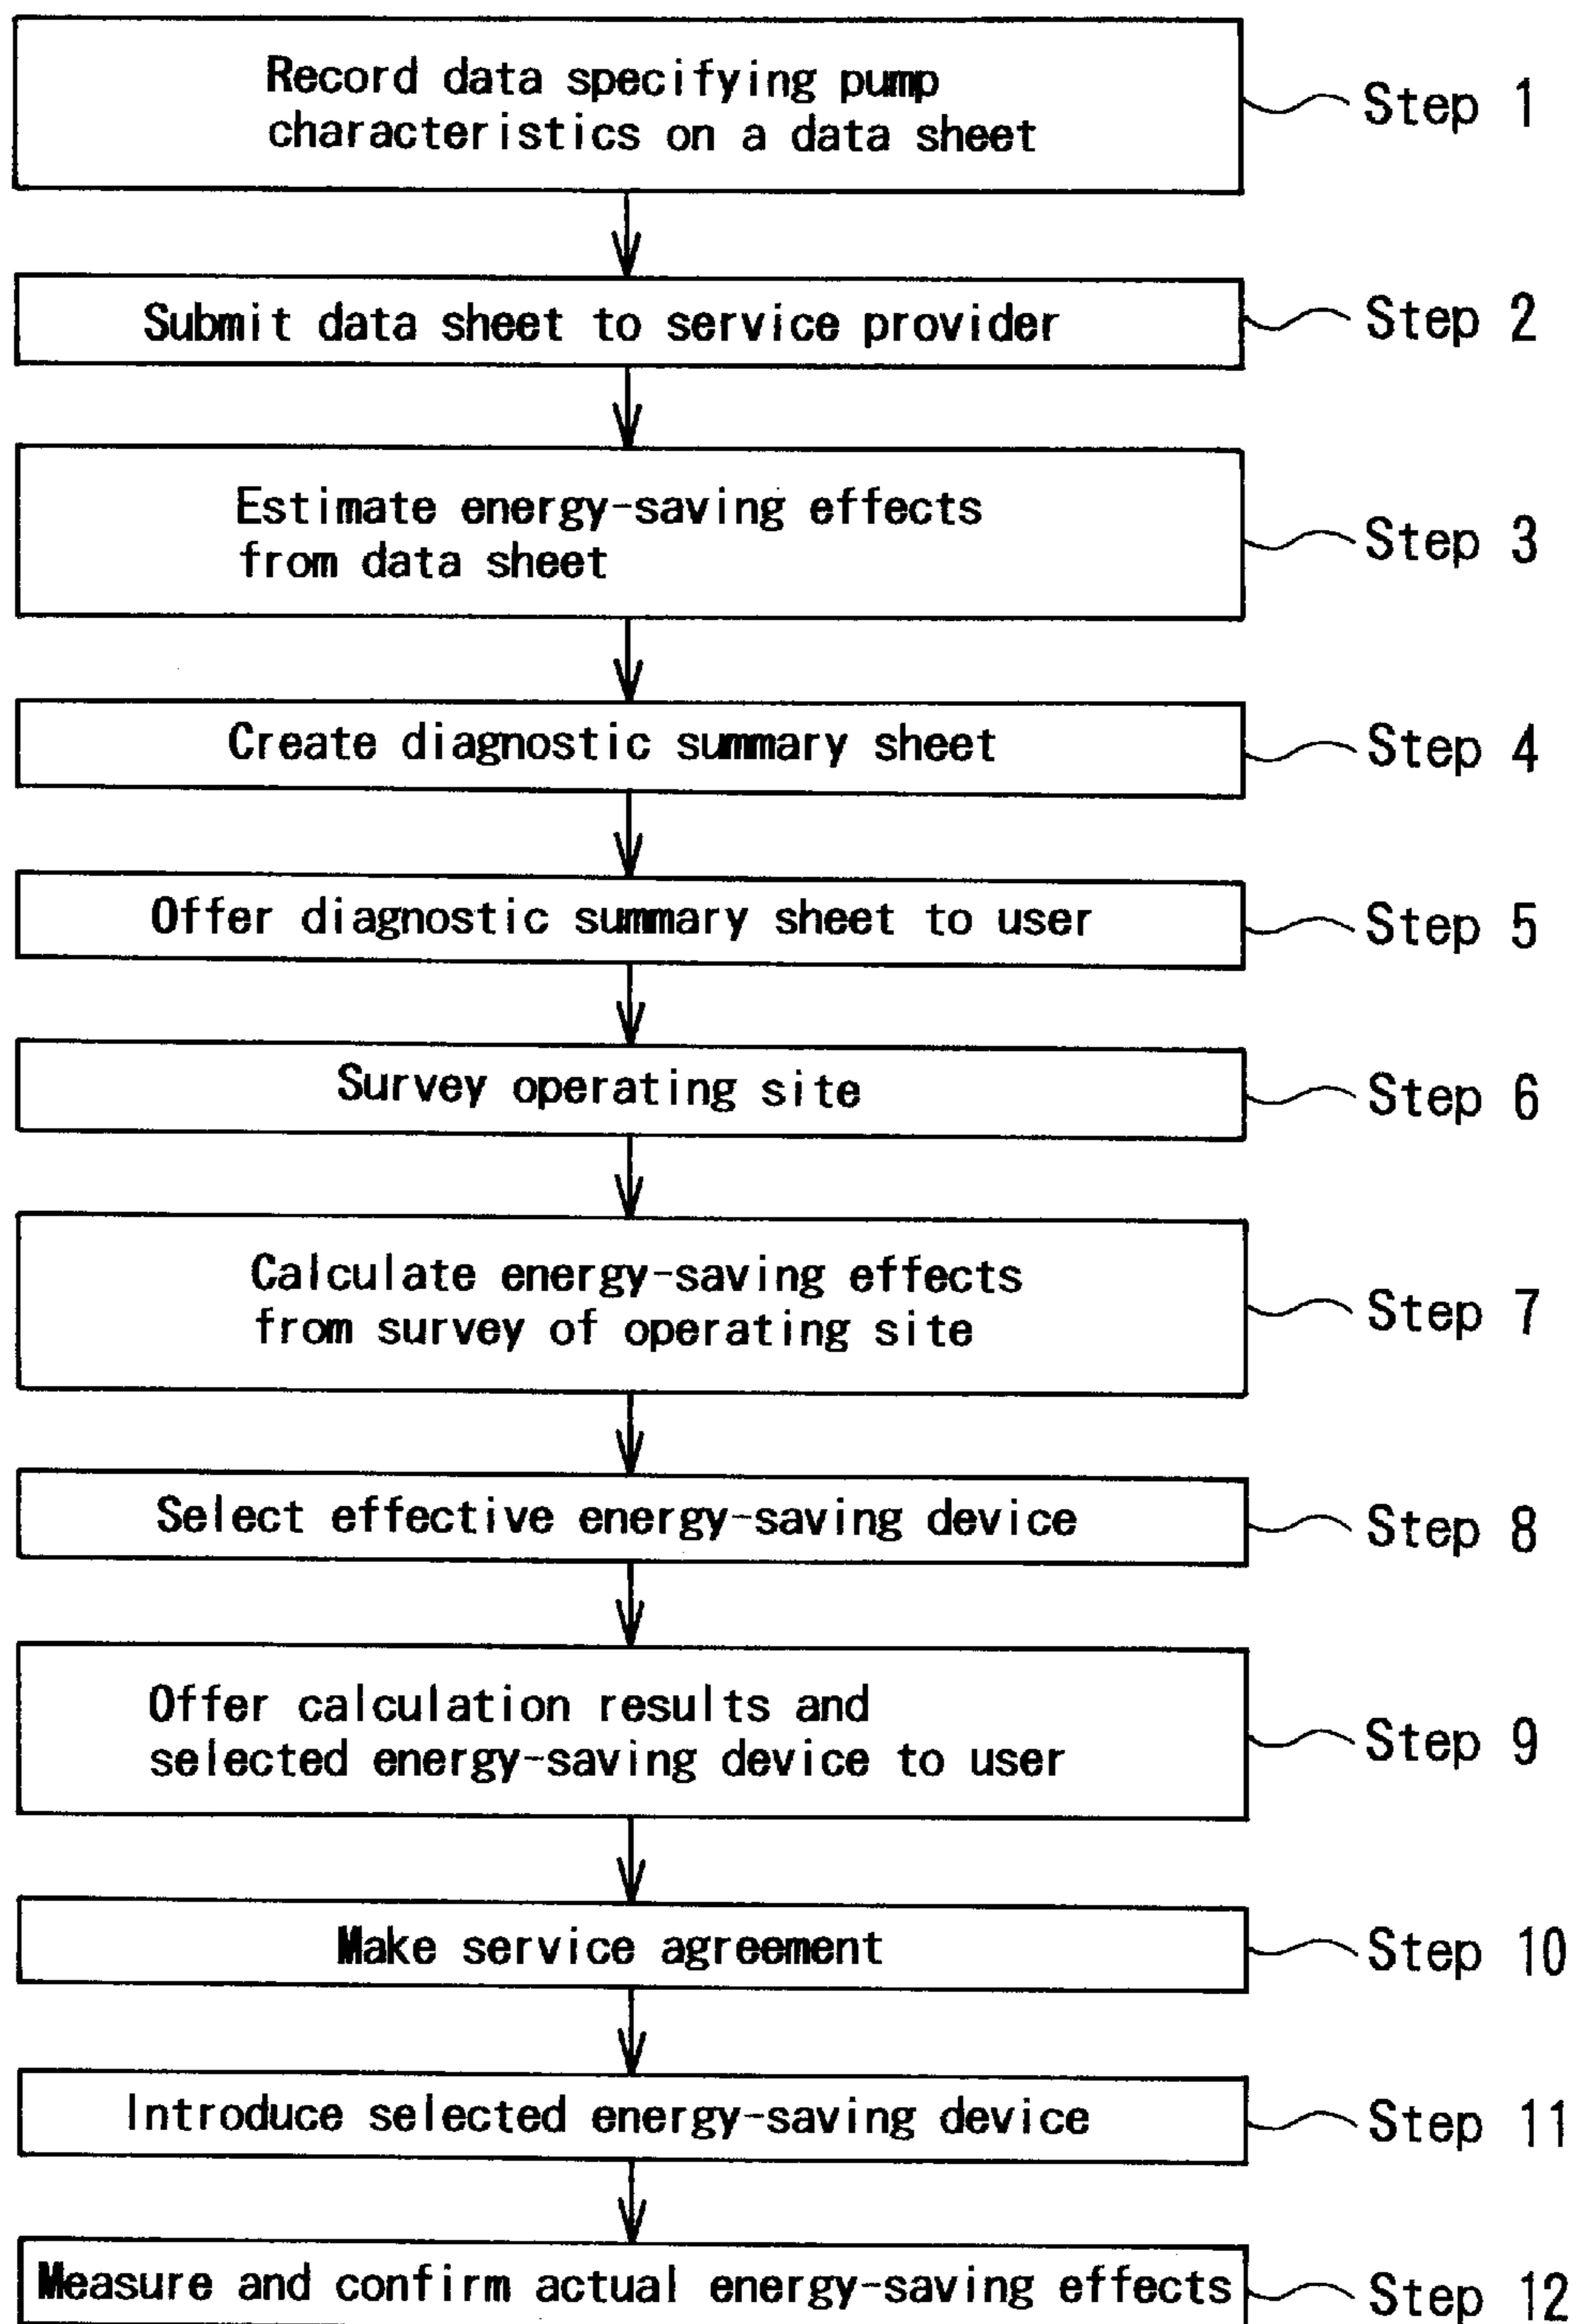 Record data specifying pump
characteristics on a data sheet
Step 1
Submit data sheet to service provider
Step 2
Estimate energy-saving effects
from data sheet
Step 3
Create diagnostic summary sheet
Step 4
Offer diagnostic summary sheet to user
Step 5
Survey operating site
Step 6
Calculate energy-saving effects
from survey of operating site
Step 7
Select effective energy-saving device
Step 8
Offer calculation results and
selected energy-saving device to user
Step 9
Make service agreement
Step 10
Introduce selected energy-saving device
Step 11
Measure and confirm actual energy-saving effects
Step 12